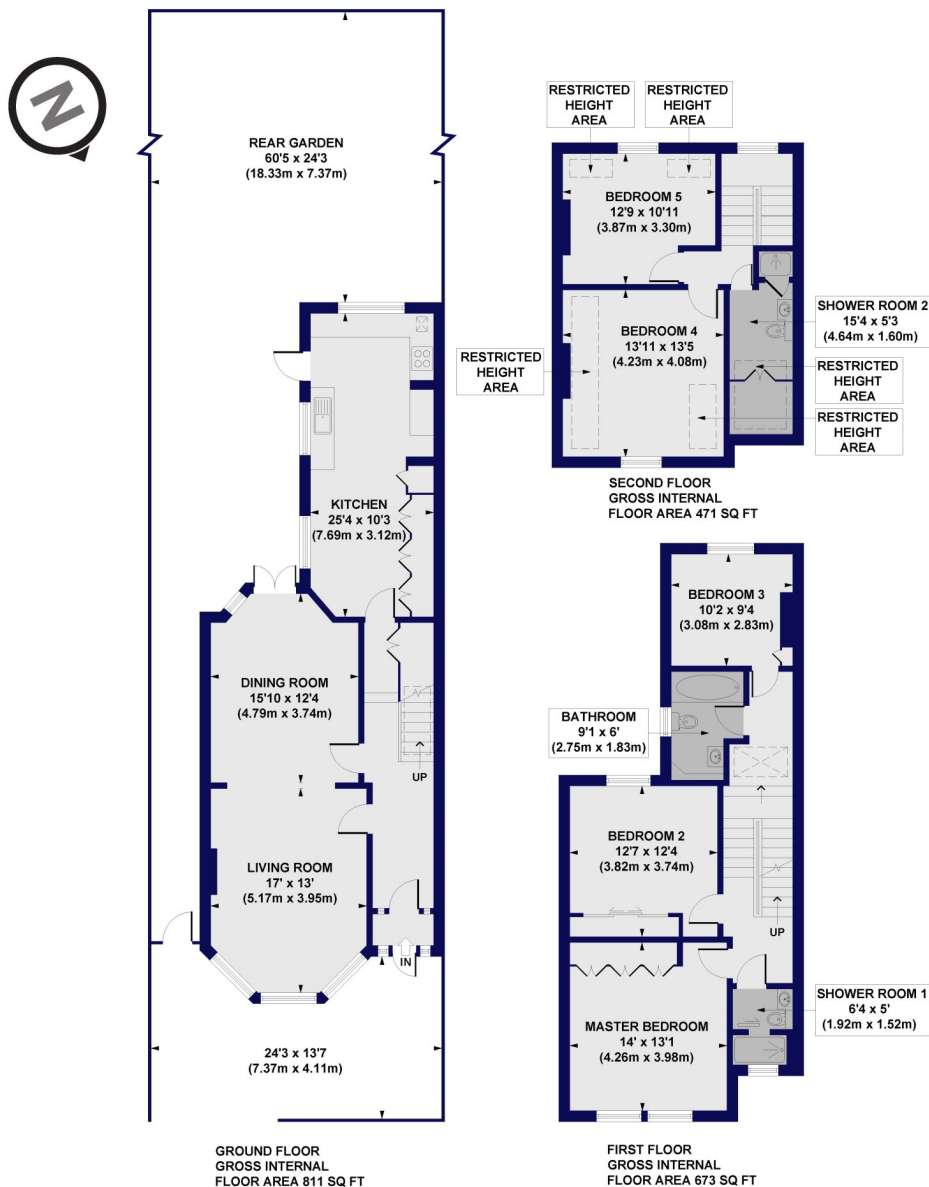 N
REAR GARDEN
60'5 x 24'3
(18.33m x 7.37m)
KITCHEN
25'4 x 10'3
(7.69m x 3.12m)
DINING ROOM
15'10 x 12'4
(4.79m x 3.74m)
UP
LIVING ROOM
17' x 13'
(5.17m x 3.95m)
IN
24'3 x 13'7
(7.37m x 4.11m)
GROUND FLOOR
GROSS INTERNAL
FLOOR AREA 811 SQ FT
RESTRICTED
HEIGHT
AREA
RESTRICTED
HEIGHT
AREA
BEDROOM 5
12'9 x 10'11
(3.87m x 3.30m)
SHOWER ROOM 2
15'4 x 5'3
(4.64m x 1.60m)
BEDROOM 4
13'11 x 13'5
(4.23m x 4.08m)
RESTRICTED
HEIGHT
AREA
RESTRICTED
HEIGHT
AREA
RESTRICTED
HEIGHT
AREA
SECOND FLOOR
GROSS INTERNAL
FLOOR AREA 471 SQ FT
BEDROOM 3
10'2 x 9'4
(3.08m x 2.83m)
BATHROOM
9'1 x 6'
(2.75m x 1.83m)
BEDROOM 2
12'7 x 12'4
(3.82m x 3.74m)
UP
SHOWER ROOM 1
6'4 x 5'
(1.92m x 1.52m)
MASTER BEDROOM
14' x 13'1
(4.26m x 3.98m)
FIRST FLOOR
GROSS INTERNAL
FLOOR AREA 673 SQ FT